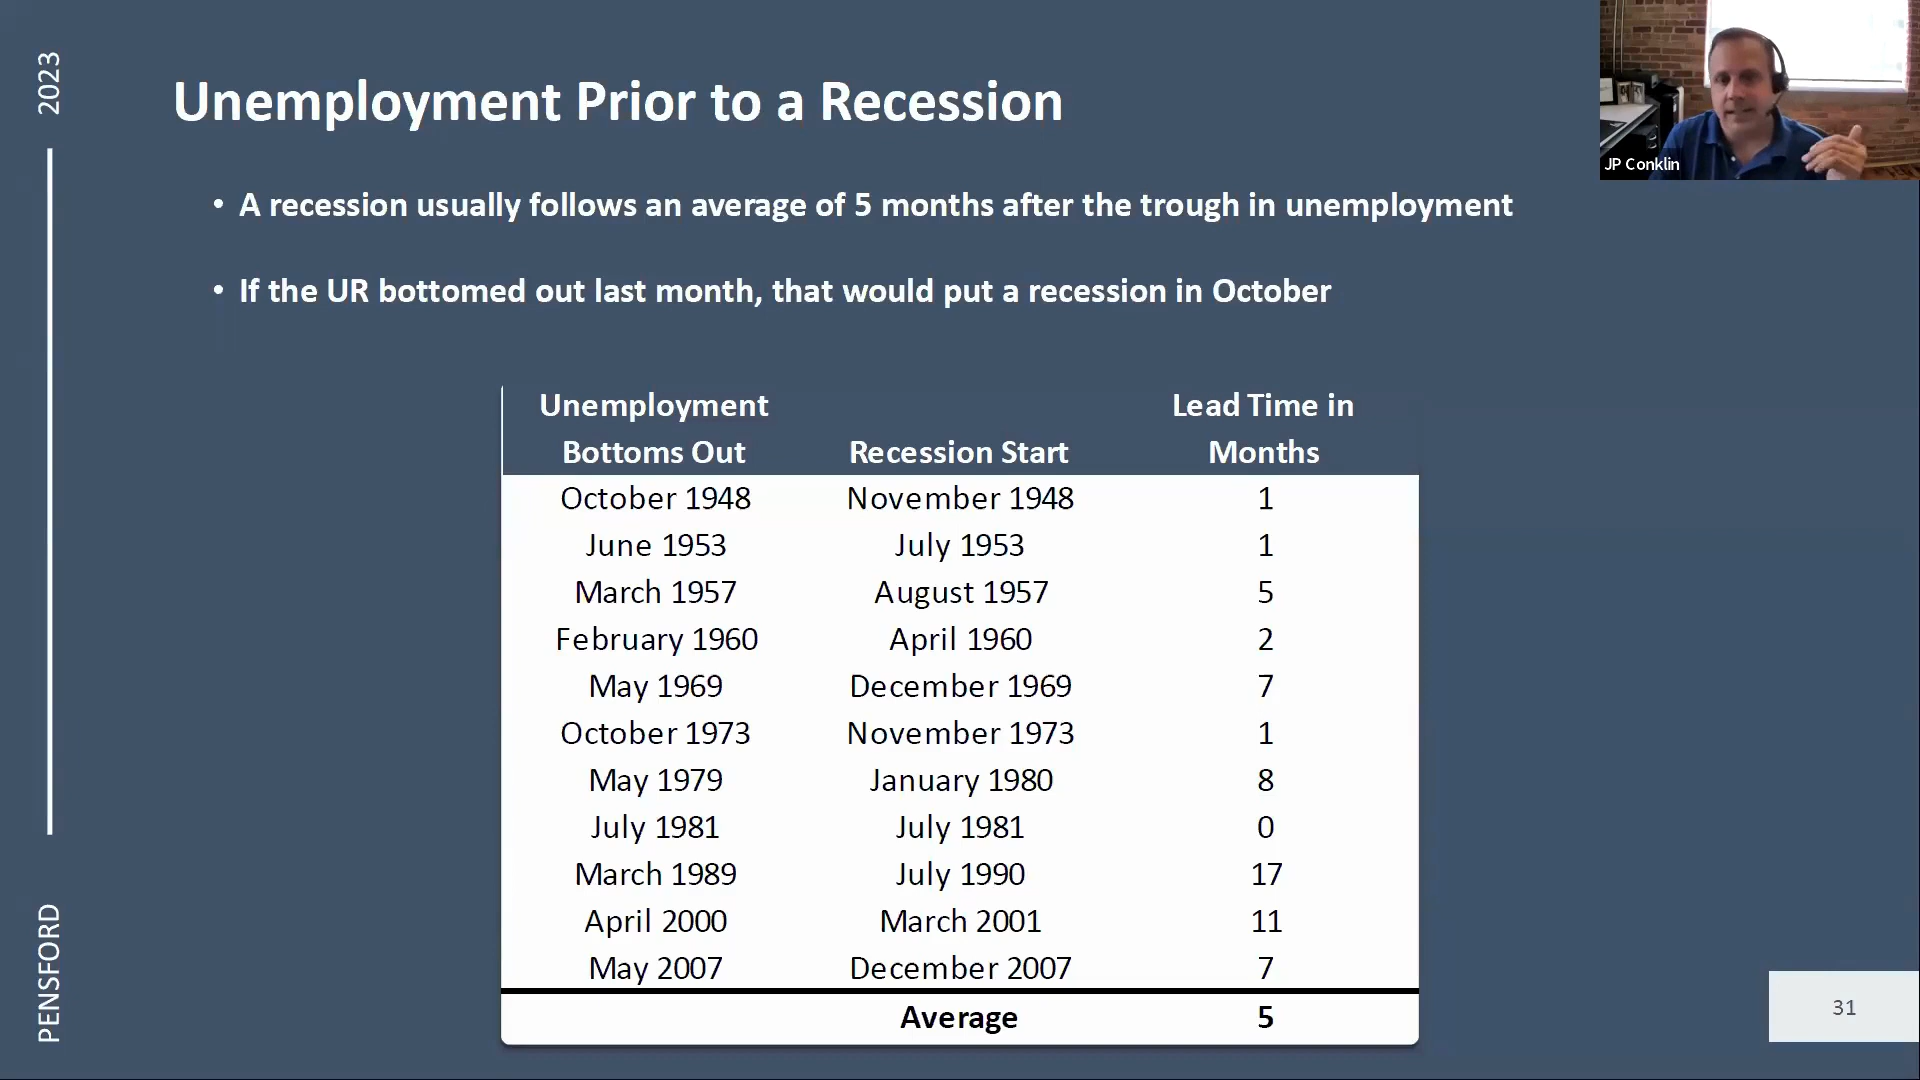 2023
Unemployment Prior to a Recession
JP Conklin
• A recession usually follows an average of 5 months after the trough in unemployment
• If the UR bottomed out last month, that would put a recession in October
Unemployment Bottoms Out Recession Start Lead Time in Months
October 1948 November 1948 1
June 1953 July 1953 1
March 1957 August 1957 5
February 1960 April 1960 2
May 1969 December 1969 7
October 1973 November 1973 1
May 1979 January 1980 8
July 1981 July 1981 0
March 1989 July 1990 17
April 2000 March 2001 11
May 2007 December 2007 7
Average 5
PENSFORD
31